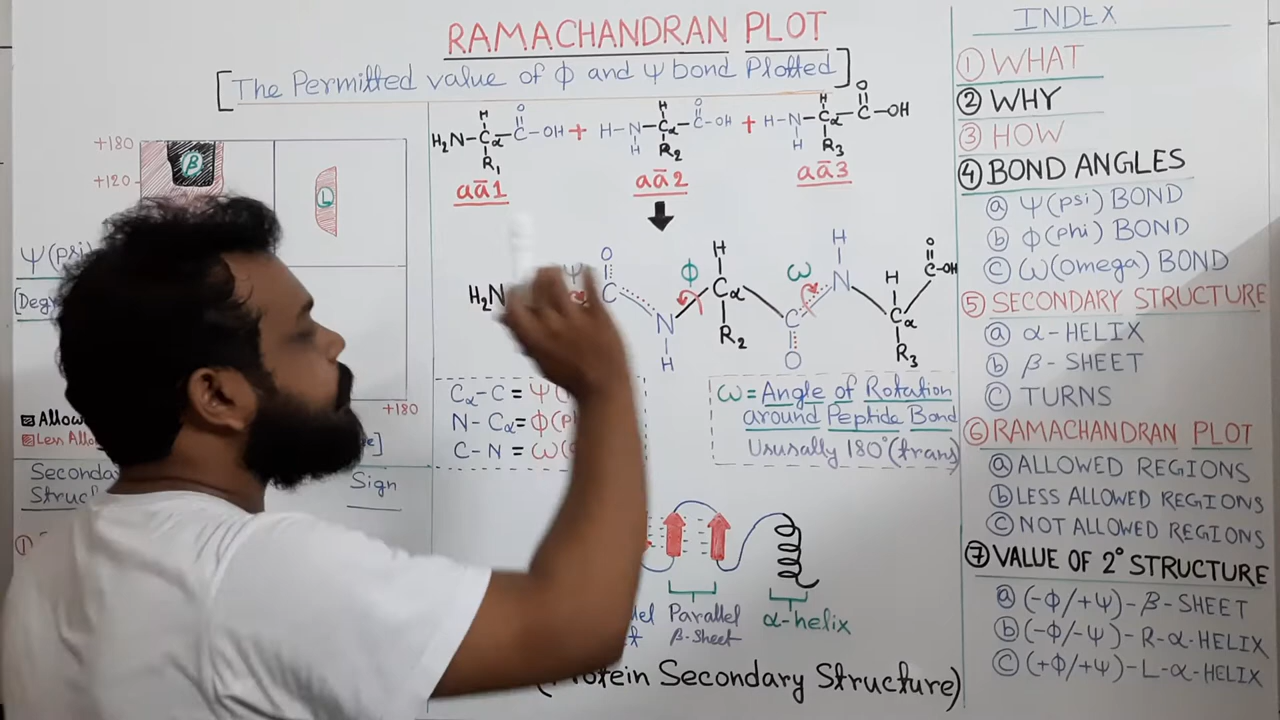 RAMACHANDRAN PLOT
[The Permitted value of Φ and Ψ bond Plotted]
+180
+120
β
L
Ψ(psi)
+180
Less
Sign
H₂N-Cα-C-OH + H-N-Cα-C-OH + H-N-Cα-C-OH
H O H O H O
R₁ H R₂ H R₃
aā1 aā2 aā3
O Ψ Φ H ω H H O
H₂N C N Cα C N Cα C-OH
H R₂ O R₃
Cα-C = Ψ
N-Cα = Φ
C-N = ω
ω = Angle of Rotation
around Peptide Bond
Ususally 180°(trans)
Parallel
β-Sheet
α-helix
Secondary Structure)
INDEX
① WHAT
② WHY
③ HOW
④ BOND ANGLES
ⓐ Ψ(psi) BOND
ⓑ Φ(phi) BOND
ⓒ ω(omega) BOND
⑤ SECONDARY STRUCTURE
ⓐ α-HELIX
ⓑ β-SHEET
ⓒ TURNS
⑥ RAMACHANDRAN PLOT
ⓐ ALLOWED REGIONS
ⓑ LESS ALLOWED REGIONS
ⓒ NOT ALLOWED REGIONS
⑦ VALUE OF 2° STRUCTURE
ⓐ (-Φ/+Ψ)-β-SHEET
ⓑ (-Φ/-Ψ)-R-α-HELIX
ⓒ (+Φ/+Ψ)-L-α-HELIX